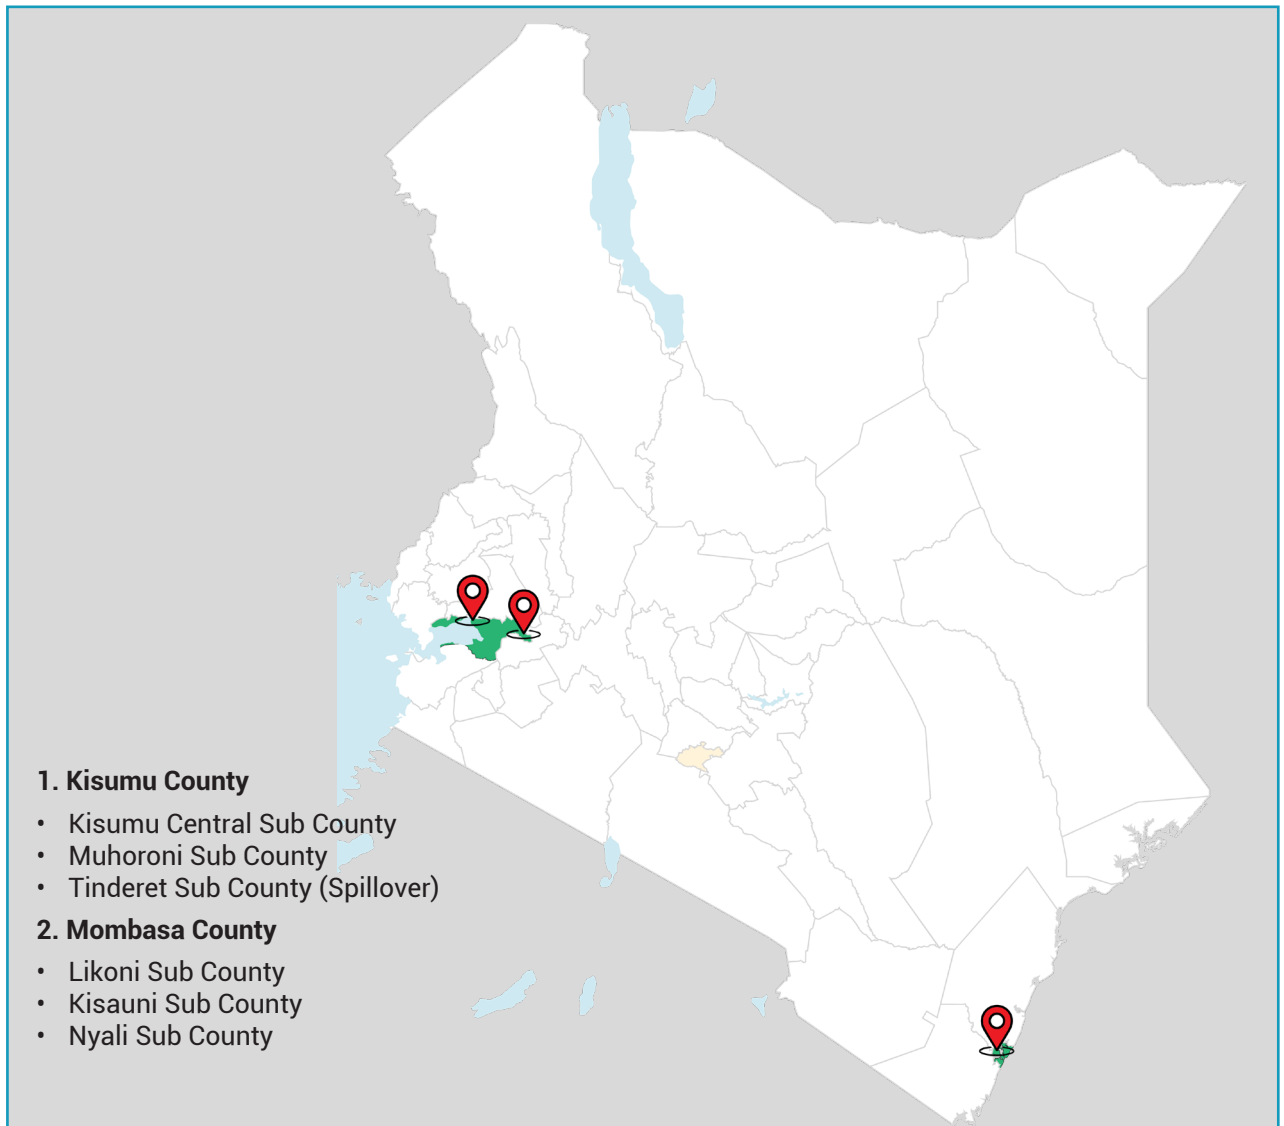 1. Kisumu County
• Kisumu Central Sub County
• Muhoroni Sub County
• Tinderet Sub County (Spillover)
2. Mombasa County
• Likoni Sub County
• Kisauni Sub County
• Nyali Sub County